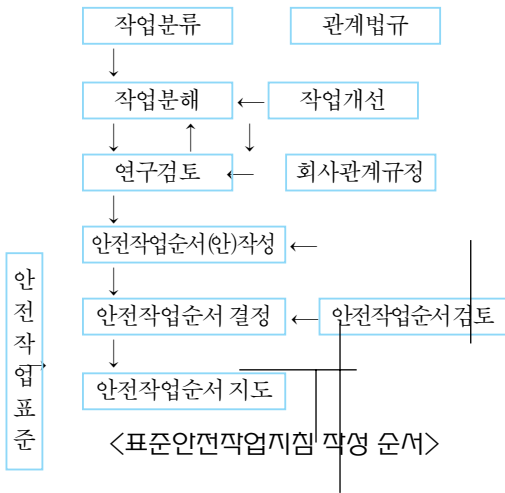 작업분류 관계법규
작업분해 작업개선
연구검토 회사관계규정
안전작업순서(안)작성
안전작업순서 결정 안전작업순서검토
안전작업순서 지도
안전작업표준
<표준안전작업지침 작성 순서>